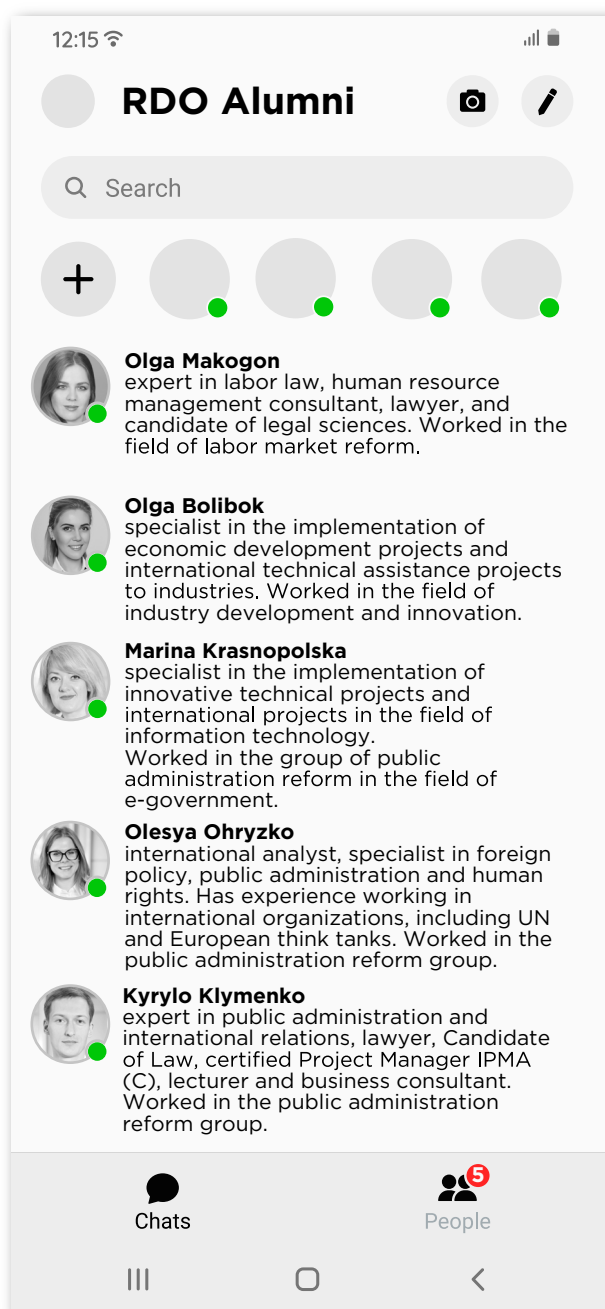 12:15
RDO Alumni
Search
Olga Makogon
expert in labor law, human resource
management consultant, lawyer, and
candidate of legal sciences. Worked in the
field of labor market reform.
Olga Bolibok
specialist in the implementation of
economic development projects and
international technical assistance projects
to industries. Worked in the field of
industry development and innovation.
Marina Krasnopolska
specialist in the implementation of
innovative technical projects and
international projects in the field of
information technology.
Worked in the group of public
administration reform in the field of
e-government.
Olesya Ohryzko
international analyst, specialist in foreign
policy, public administration and human
rights. Has experience working in
international organizations, including UN
and European think tanks. Worked in the
public administration reform group.
Kyrylo Klymenko
expert in public administration and
international relations, lawyer, Candidate
of Law, certified Project Manager IPMA
(C), lecturer and business consultant.
Worked in the public administration
reform group.
5
Chats
People